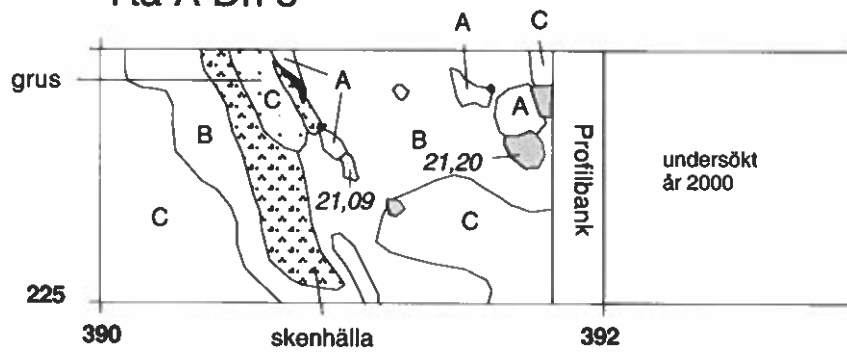 A C
grus
A
C
A
B
B
21,20
Profilbank
undersökt
år 2000
21,09
C
C
225
390
skenhälla
392